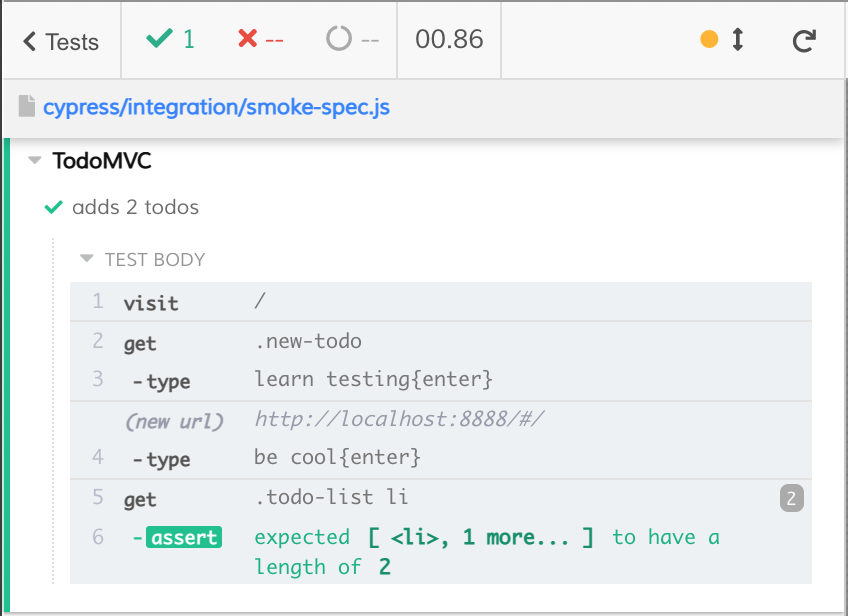 Tests 1 -- -- 00.86
cypress/integration/smoke-spec.js
TodoMVC
adds 2 todos
TEST BODY
1 visit /
2 get .new-todo
3 -type learn testing{enter}
(new url) http://localhost:8888/#/
4 -type be cool{enter}
5 get .todo-list li 2
6 -assert expected [ <li>, 1 more... ] to have a
length of 2